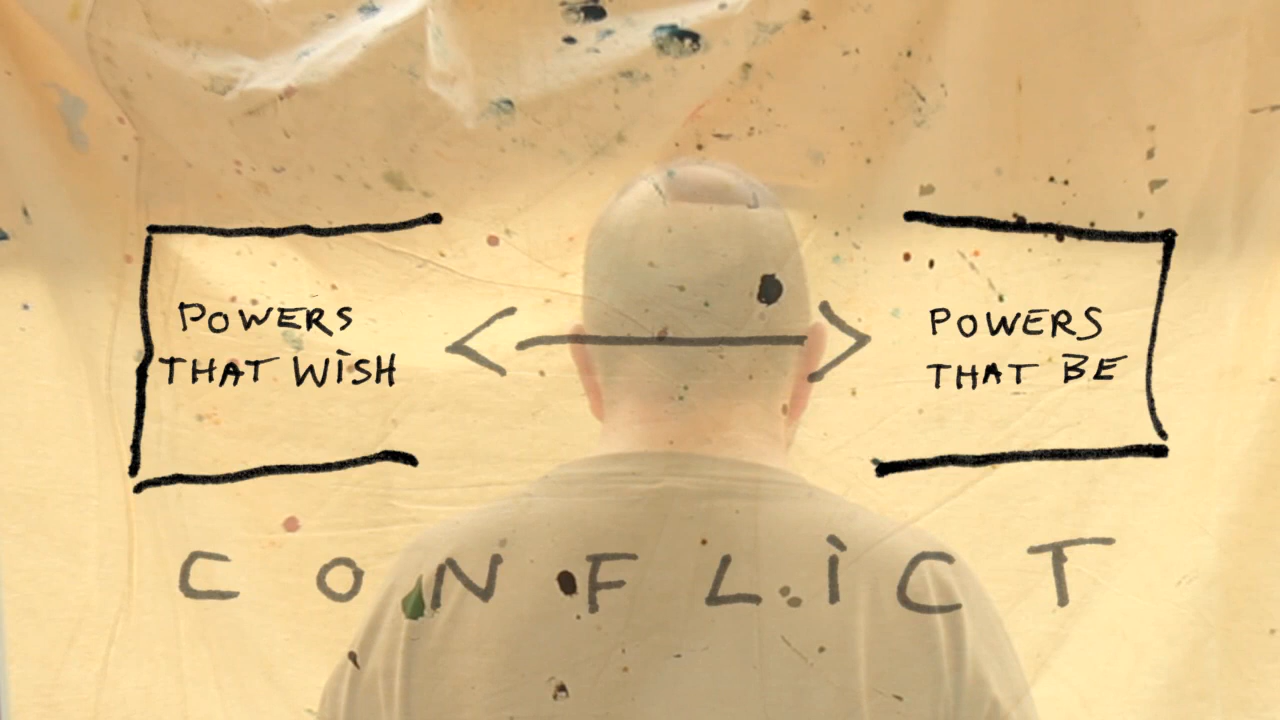 POWERS
THAT WISH
POWERS
THAT BE
CONFLICT